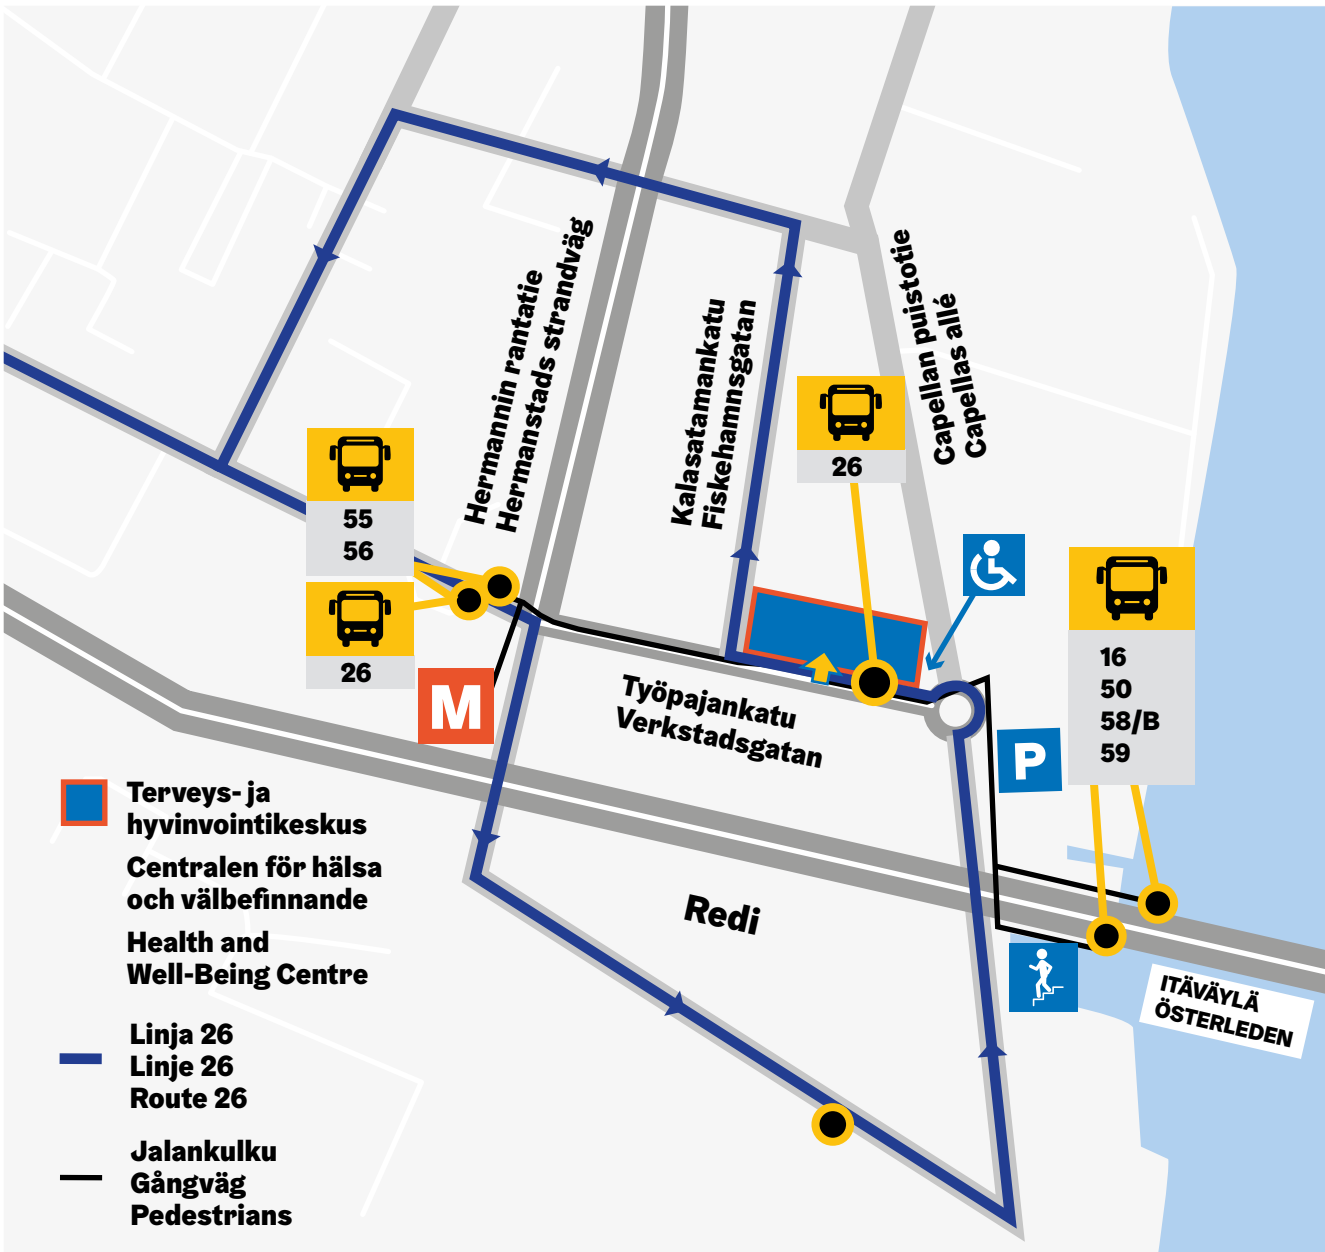 Hermannin rantatie
Hermanstads strandväg
Kalasatamankatu
Fiskehamnsgatan
Capellan puistotie
Capellas allé
26
55
56
26
M
16
50
58/B
59
Työpajankatu
Verkstadsgatan
P
Redi
ITÄVÄYLÄ
ÖSTERLEDEN
Terveys- ja
hyvinvointikeskus
Centralen för hälsa
och välbefinnande
Health and
Well-Being Centre
Linja 26
Linje 26
Route 26
Jalankulku
Gångväg
Pedestrians